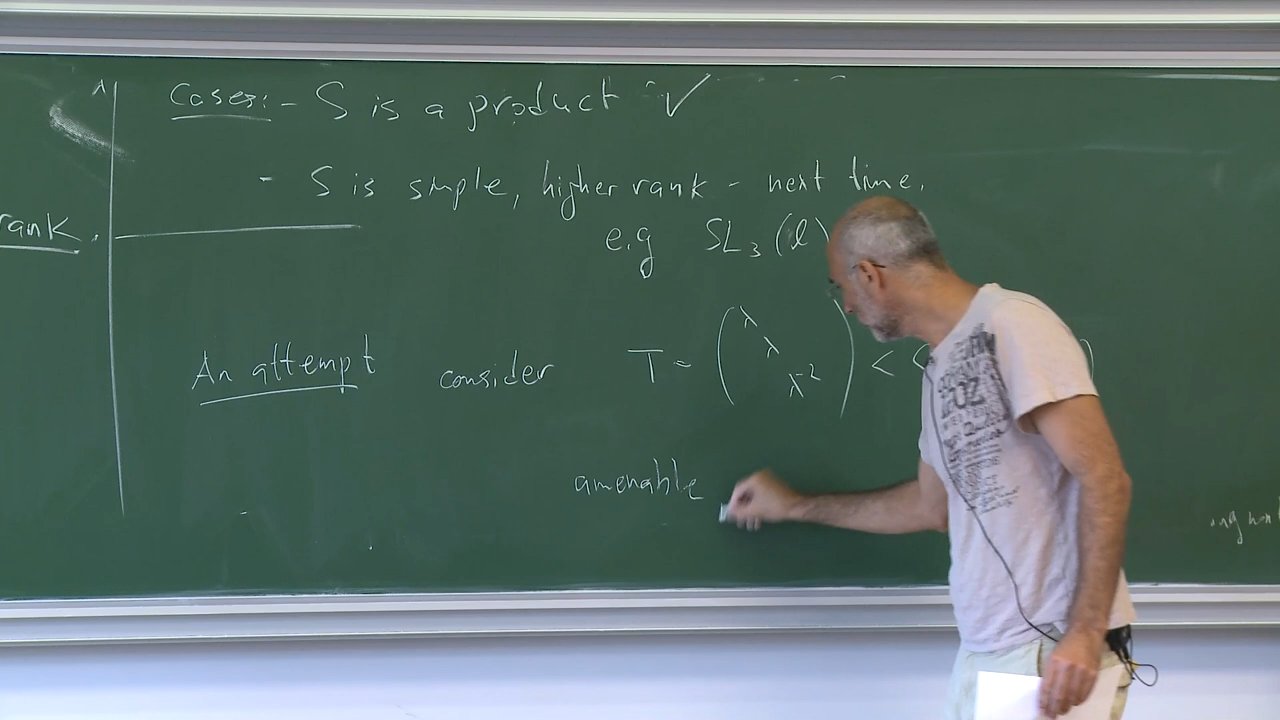 Cases: - S is a product ✓
- S is simple, higher rank - next time.
rank.
e.g SL₃(l)
An attempt consider T = ( λ λ λ⁻² ) <
amenable